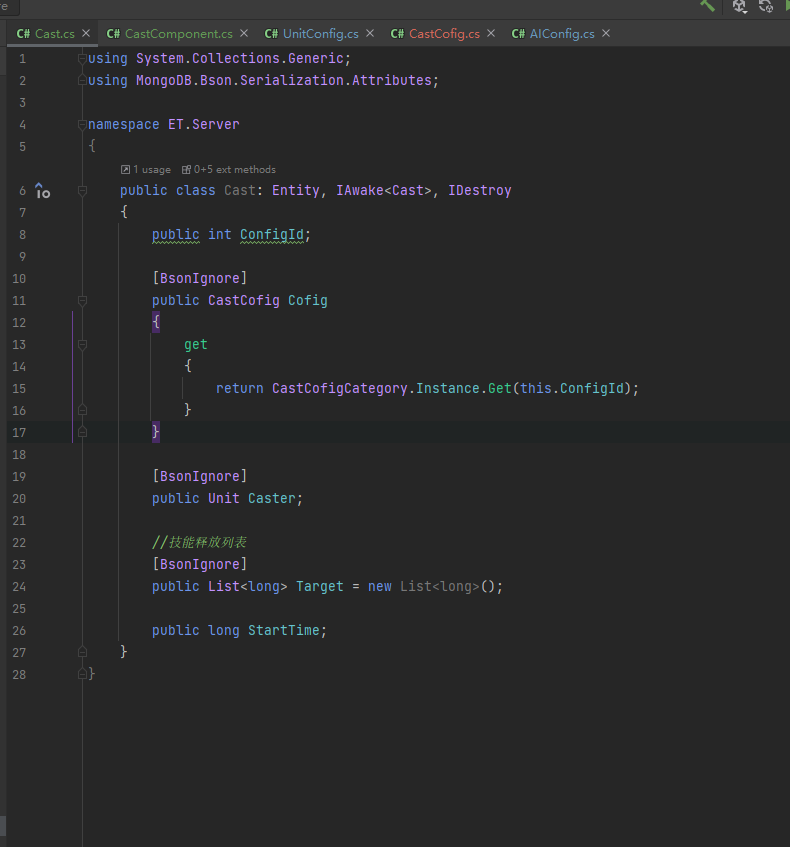 e
C# Cast.cs × C# CastComponent.cs × C# UnitConfig.cs × C# CastCofig.cs × C# AIConfig.cs ×
1 using System.Collections.Generic;
2 using MongoDB.Bson.Serialization.Attributes;
3
4 namespace ET.Server
5 {
1 usage 0+5 ext methods
6 public class Cast: Entity, IAwake<Cast>, IDestroy
7 {
8 public int ConfigId;
9
10 [BsonIgnore]
11 public CastCofig Cofig
12 {
13 get
14 {
15 return CastCofigCategory.Instance.Get(this.ConfigId);
16 }
17 }
18
19 [BsonIgnore]
20 public Unit Caster;
21
22 //技能释放列表
23 [BsonIgnore]
24 public List<long> Target = new List<long>();
25
26 public long StartTime;
27 }
28 }